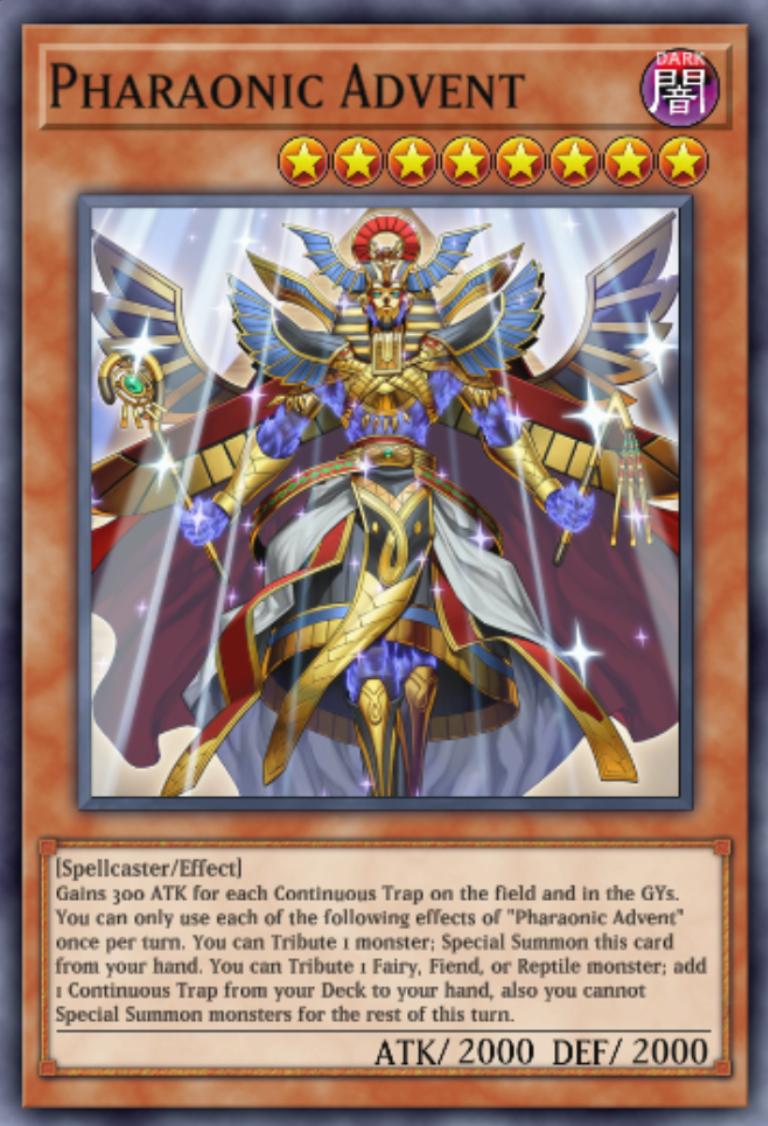 Pharaonic Advent
DARK
闇
[Spellcaster/Effect]
Gains 300 ATK for each Continuous Trap on the field and in the GYs.
You can only use each of the following effects of "Pharaonic Advent"
once per turn. You can Tribute 1 monster; Special Summon this card
from your hand. You can Tribute 1 Fairy, Fiend, or Reptile monster; add
1 Continuous Trap from your Deck to your hand, also you cannot
Special Summon monsters for the rest of this turn.
ATK/ 2000 DEF/ 2000